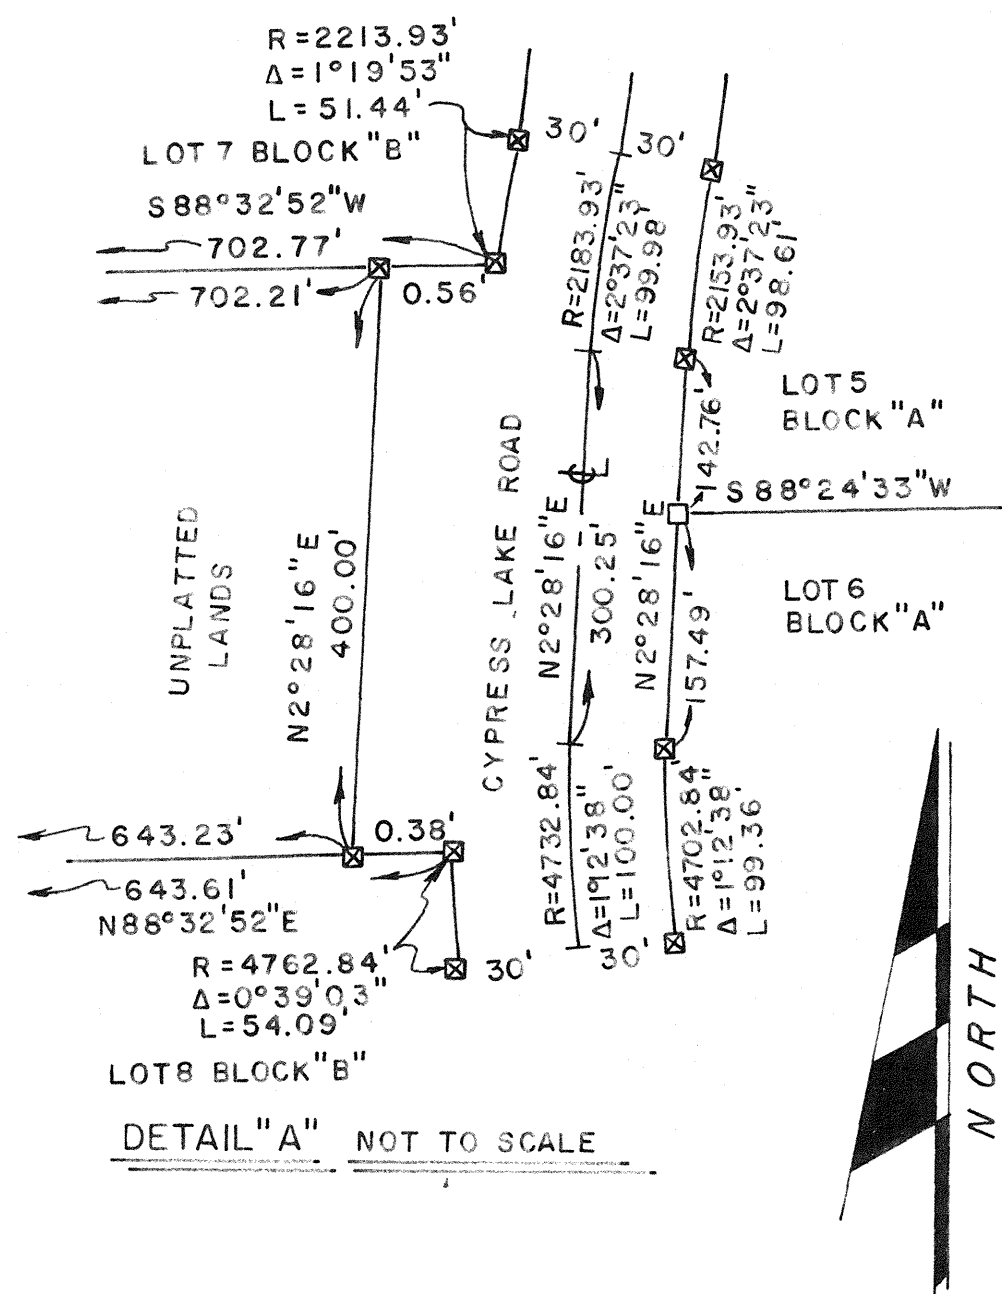 R=2213.93'
Δ=1°19'53"
L=51.44'
LOT 7 BLOCK "B"
S88°32'52"W
702.77'
702.21'
0.56'
30'
30'
R=2183.93'
Δ=2°37'23"
L=99.98'
R=2153.93'
Δ=2°37'23"
L=98.61'
LOT 5
BLOCK "A"
142.76'
S88°24'33"W
UNPLATTED
LANDS
N2°28'16"E
400.00'
CYPRESS LAKE ROAD
℄
N2°28'16"E
300.25'
N2°28'16"E
157.49'
LOT 6
BLOCK "A"
643.23'
0.38'
643.61'
N88°32'52"E
R=4762.84'
Δ=0°39'03"
L=54.09'
LOT 8 BLOCK "B"
R=4732.84'
Δ=1°12'38"
L=100.00'
R=4702.84'
Δ=1°12'38"
L=99.36'
30'
30'
NORTH
DETAIL "A" NOT TO SCALE